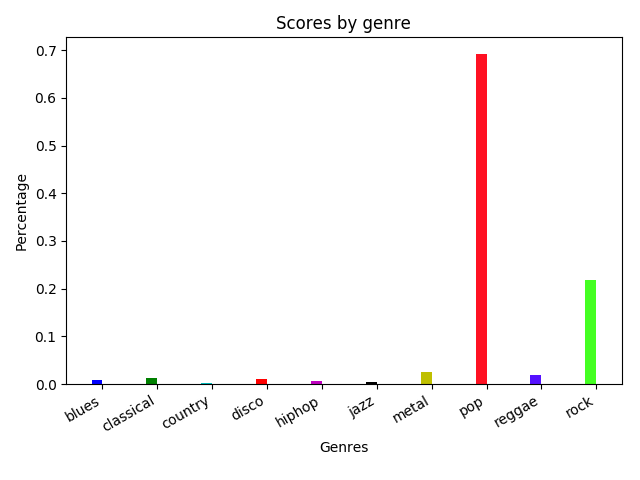 Scores by genre
Percentage
0.7
0.6
0.5
0.4
0.3
0.2
0.1
0.0
blues
classical
country
disco
hiphop
jazz
metal
pop
reggae
rock
Genres